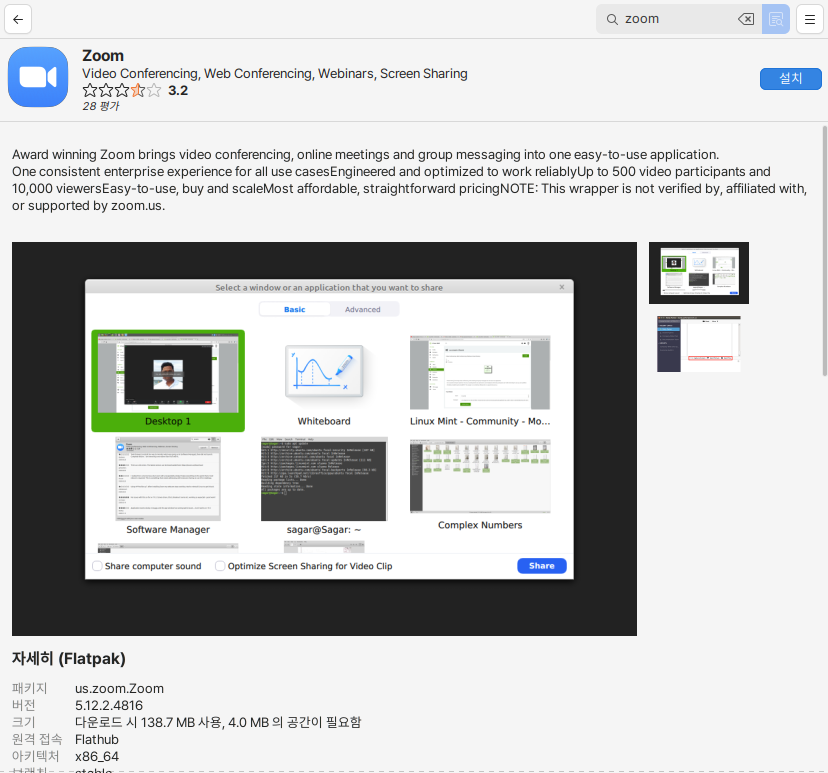 zoom
Zoom
Video Conferencing, Web Conferencing, Webinars, Screen Sharing
3.2
28 평가
설치
Award winning Zoom brings video conferencing, online meetings and group messaging into one easy-to-use application.
One consistent enterprise experience for all use casesEngineered and optimized to work reliablyUp to 500 video participants and
10,000 viewersEasy-to-use, buy and scaleMost affordable, straightforward pricingNOTE: This wrapper is not verified by, affiliated with,
or supported by zoom.us.
Select a window or an application that you want to share
Basic
Advanced
Desktop 1
Whiteboard
Linux Mint - Community - Mo...
Software Manager
sagar@Sagar: ~
Complex Numbers
Share computer sound
Optimize Screen Sharing for Video Clip
Share
자세히 (Flatpak)
패키지 us.zoom.Zoom
버전 5.12.2.4816
크기 다운로드 시 138.7 MB 사용, 4.0 MB 의 공간이 필요함
원격 접속 Flathub
아키텍처 x86_64
stable